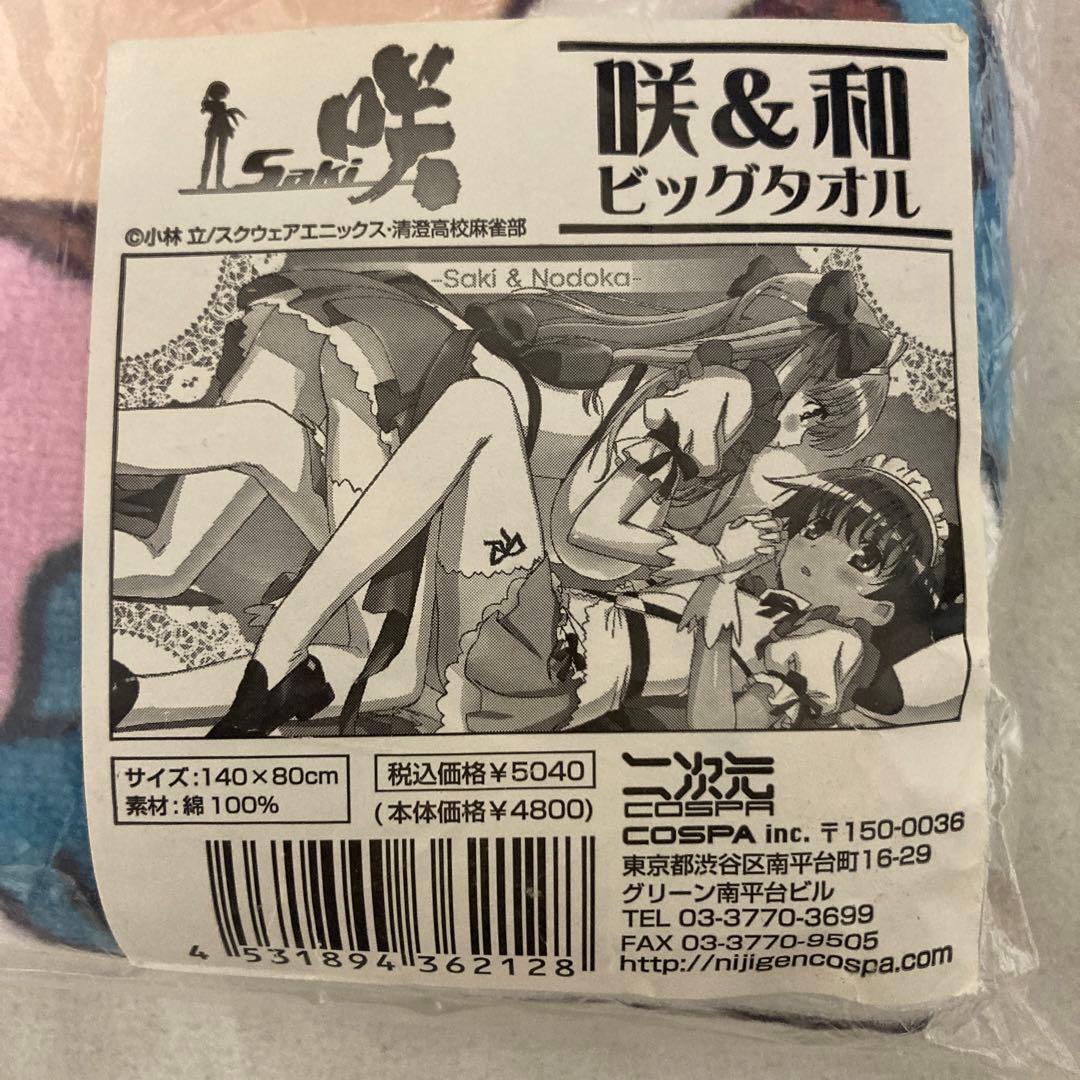 咲
Saki
©小林 立/スクウェアエニックス・清澄高校麻雀部
咲&和
ビッグタオル
-Saki & Nodoka-
サイズ:140×80cm
素材:綿100%
税込価格¥5040
(本体価格¥4800)
二次元
COSPA
COSPA inc. 〒150-0036
東京都渋谷区南平台町16-29
グリーン南平台ビル
TEL 03-3770-3699
FAX 03-3770-9505
http://nijigencospa.com
4 531894 362128